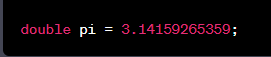 double pi = 3.14159265359;